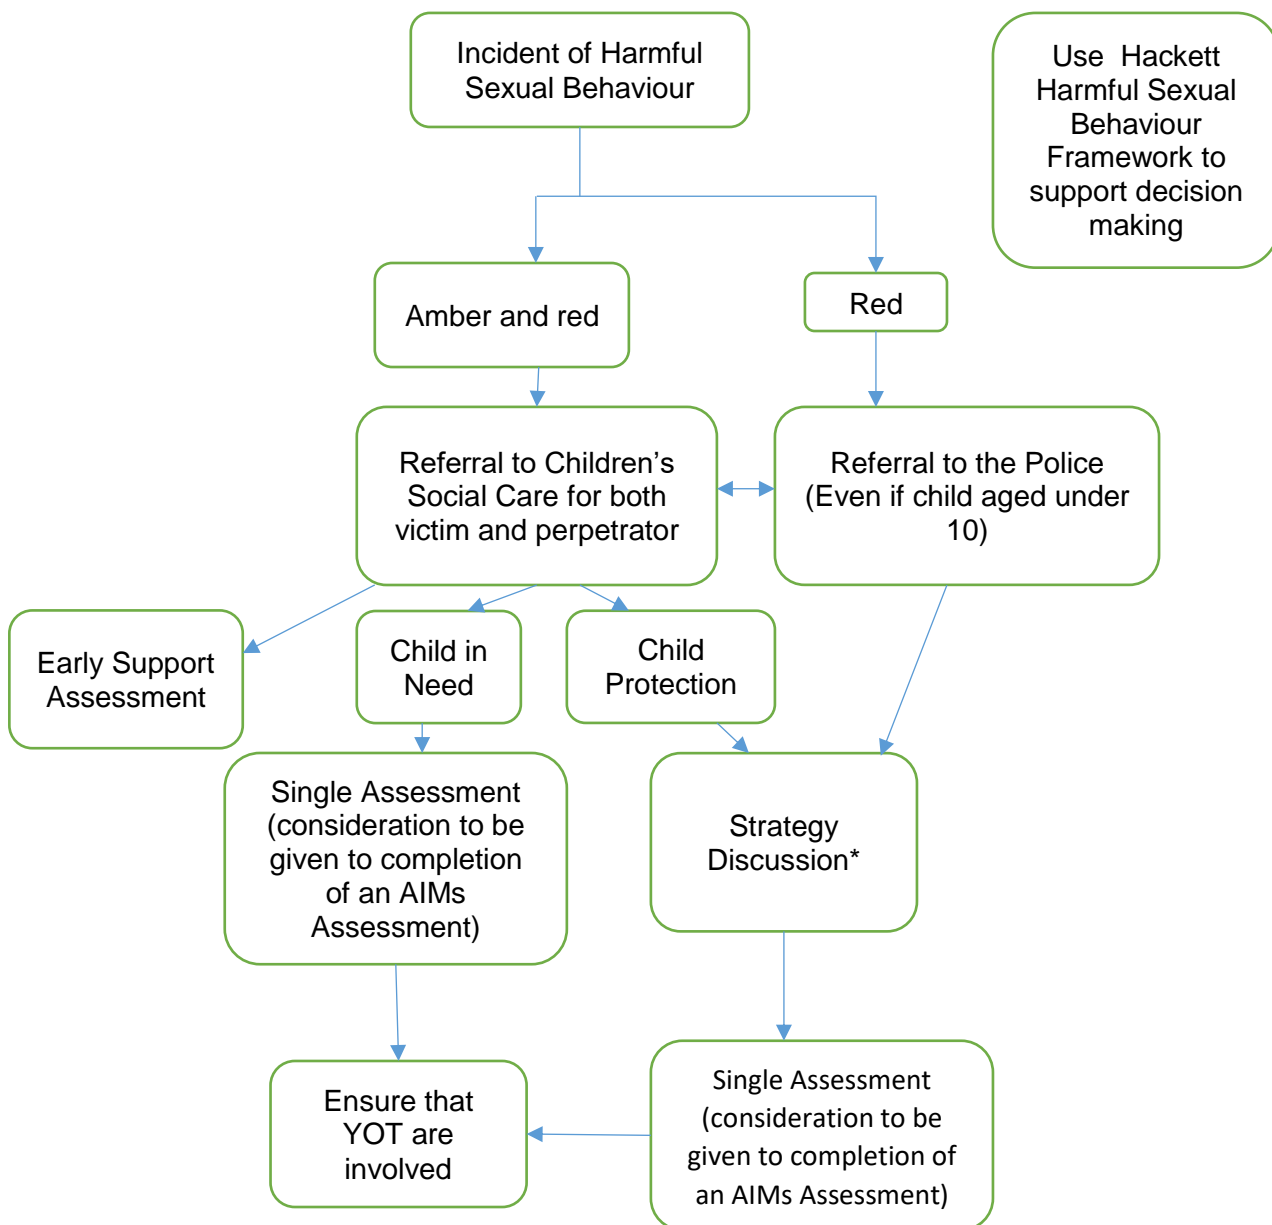 Incident of Harmful
Sexual Behaviour
Use Hackett
Harmful Sexual
Behaviour
Framework to
support decision
making
Amber and red
Red
Referral to Children’s
Social Care for both
victim and perpetrator
Referral to the Police
(Even if child aged under
10)
Early Support
Assessment
Child in
Need
Child
Protection
Single Assessment
(consideration to be
given to completion
of an AIMs
Assessment)
Strategy
Discussion*
Ensure that
YOT are
involved
Single Assessment
(consideration to be
given to completion of
an AIMs Assessment)